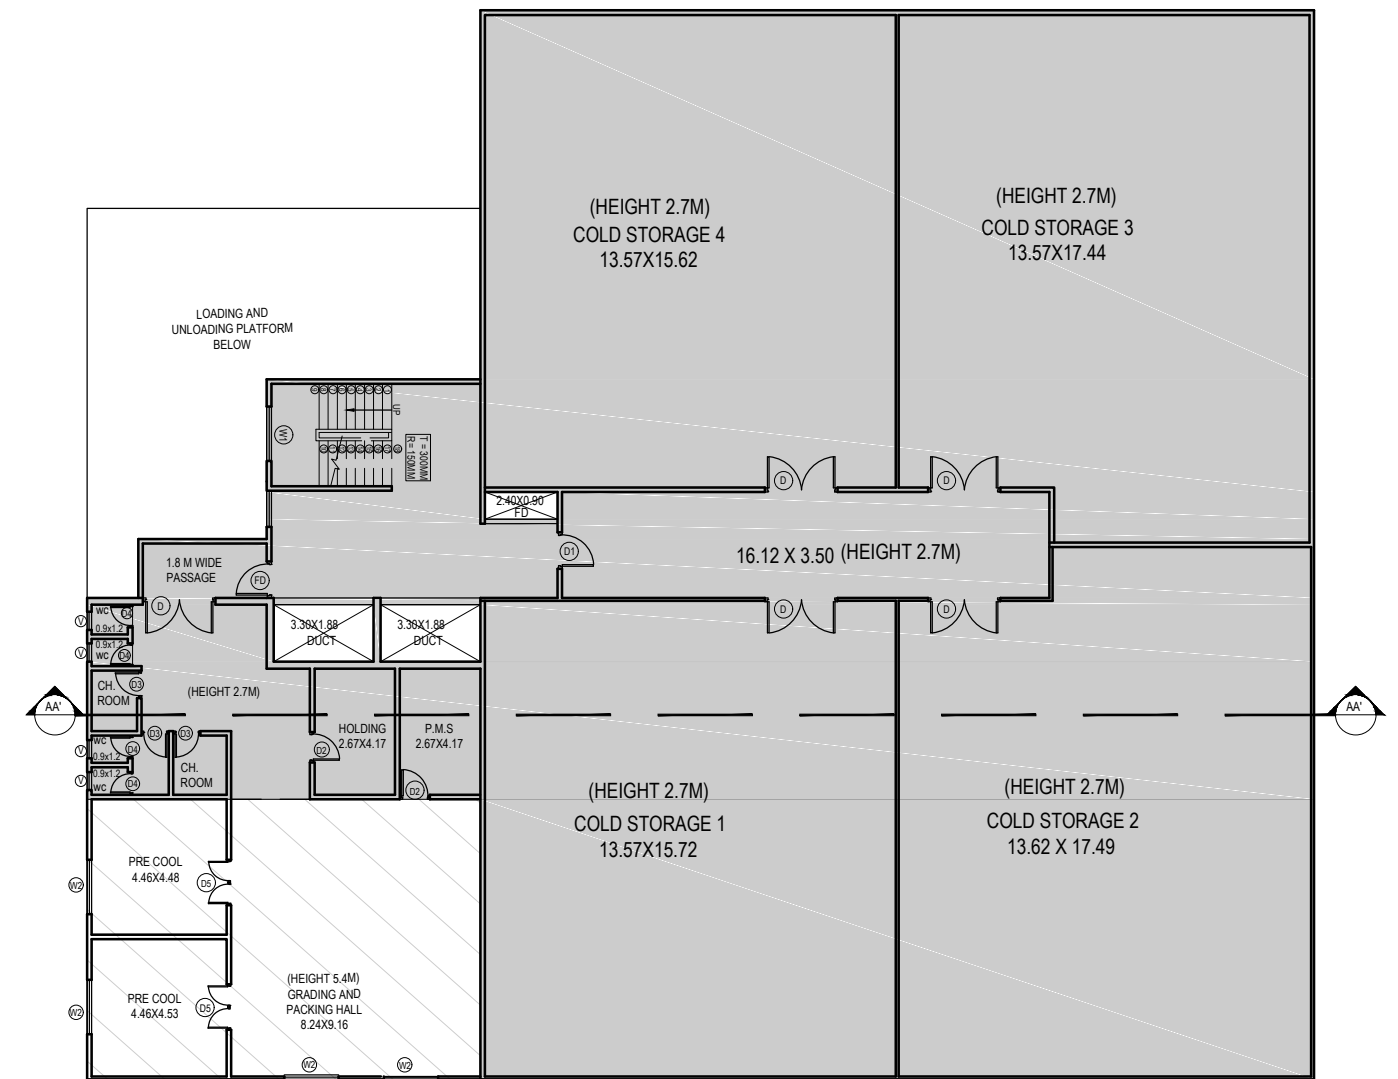 (HEIGHT 2.7M)
COLD STORAGE 4
13.57X15.62
(HEIGHT 2.7M)
COLD STORAGE 3
13.57X17.44
LOADING AND
UNLOADING PLATFORM
BELOW
W1
UP
T = 300MM
R= 150MM
D
D
2.40X0.90
FD
D1
16.12 X 3.50 (HEIGHT 2.7M)
1.8 M WIDE
PASSAGE
FD
D
D
D
V
WC
D4
0.9x1.2
3.30X1.88
DUCT
3.30X1.88
DUCT
V
0.9x1.2
WC
D4
CH.
ROOM
D3
(HEIGHT 2.7M)
AA'
AA'
HOLDING
2.67X4.17
P.M.S
2.67X4.17
D3
D3
D2
V
WC
D4
0.9x1.2
V
0.9x1.2
WC
D4
CH.
ROOM
D2
(HEIGHT 2.7M)
COLD STORAGE 1
13.57X15.72
(HEIGHT 2.7M)
COLD STORAGE 2
13.62 X 17.49
PRE COOL
4.46X4.48
W2
D5
PRE COOL
4.46X4.53
W2
D5
(HEIGHT 5.4M)
GRADING AND
PACKING HALL
8.24X9.16
W2
W2